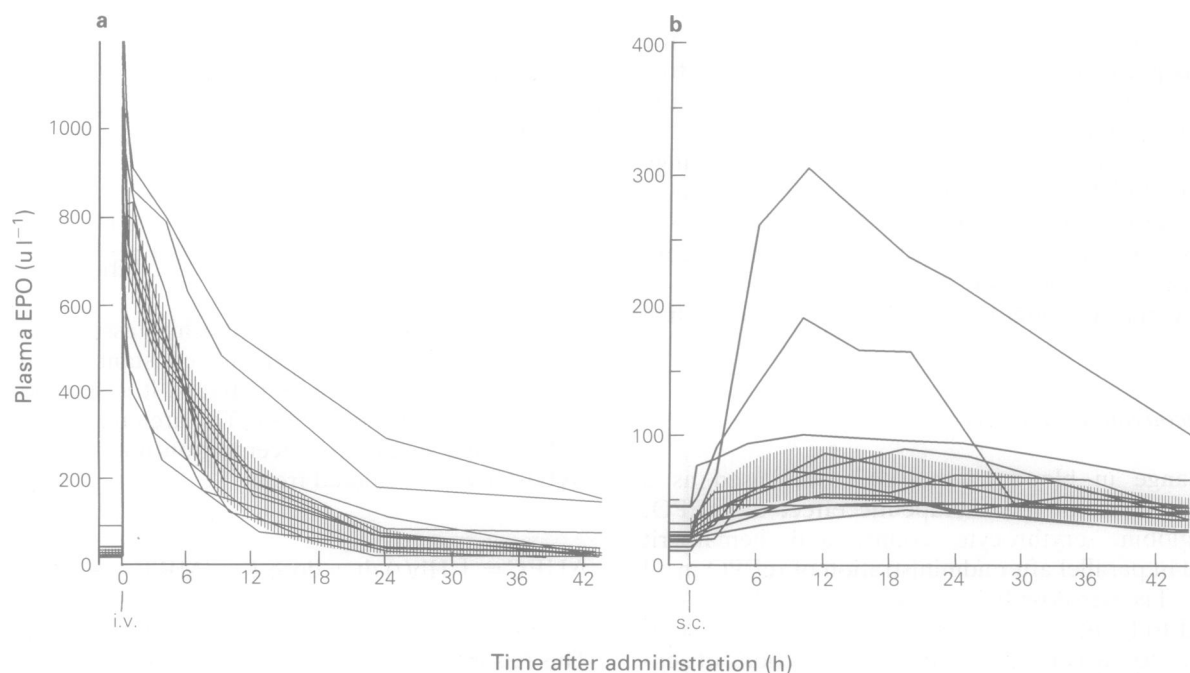 a
Plasma EPO (u l⁻¹)
1000
800
600
400
200
0
0 6 12 18 24 30 36 42
i.v.
b
400
300
200
100
0
0 6 12 18 24 30 36 42
s.c.
Time after administration (h)